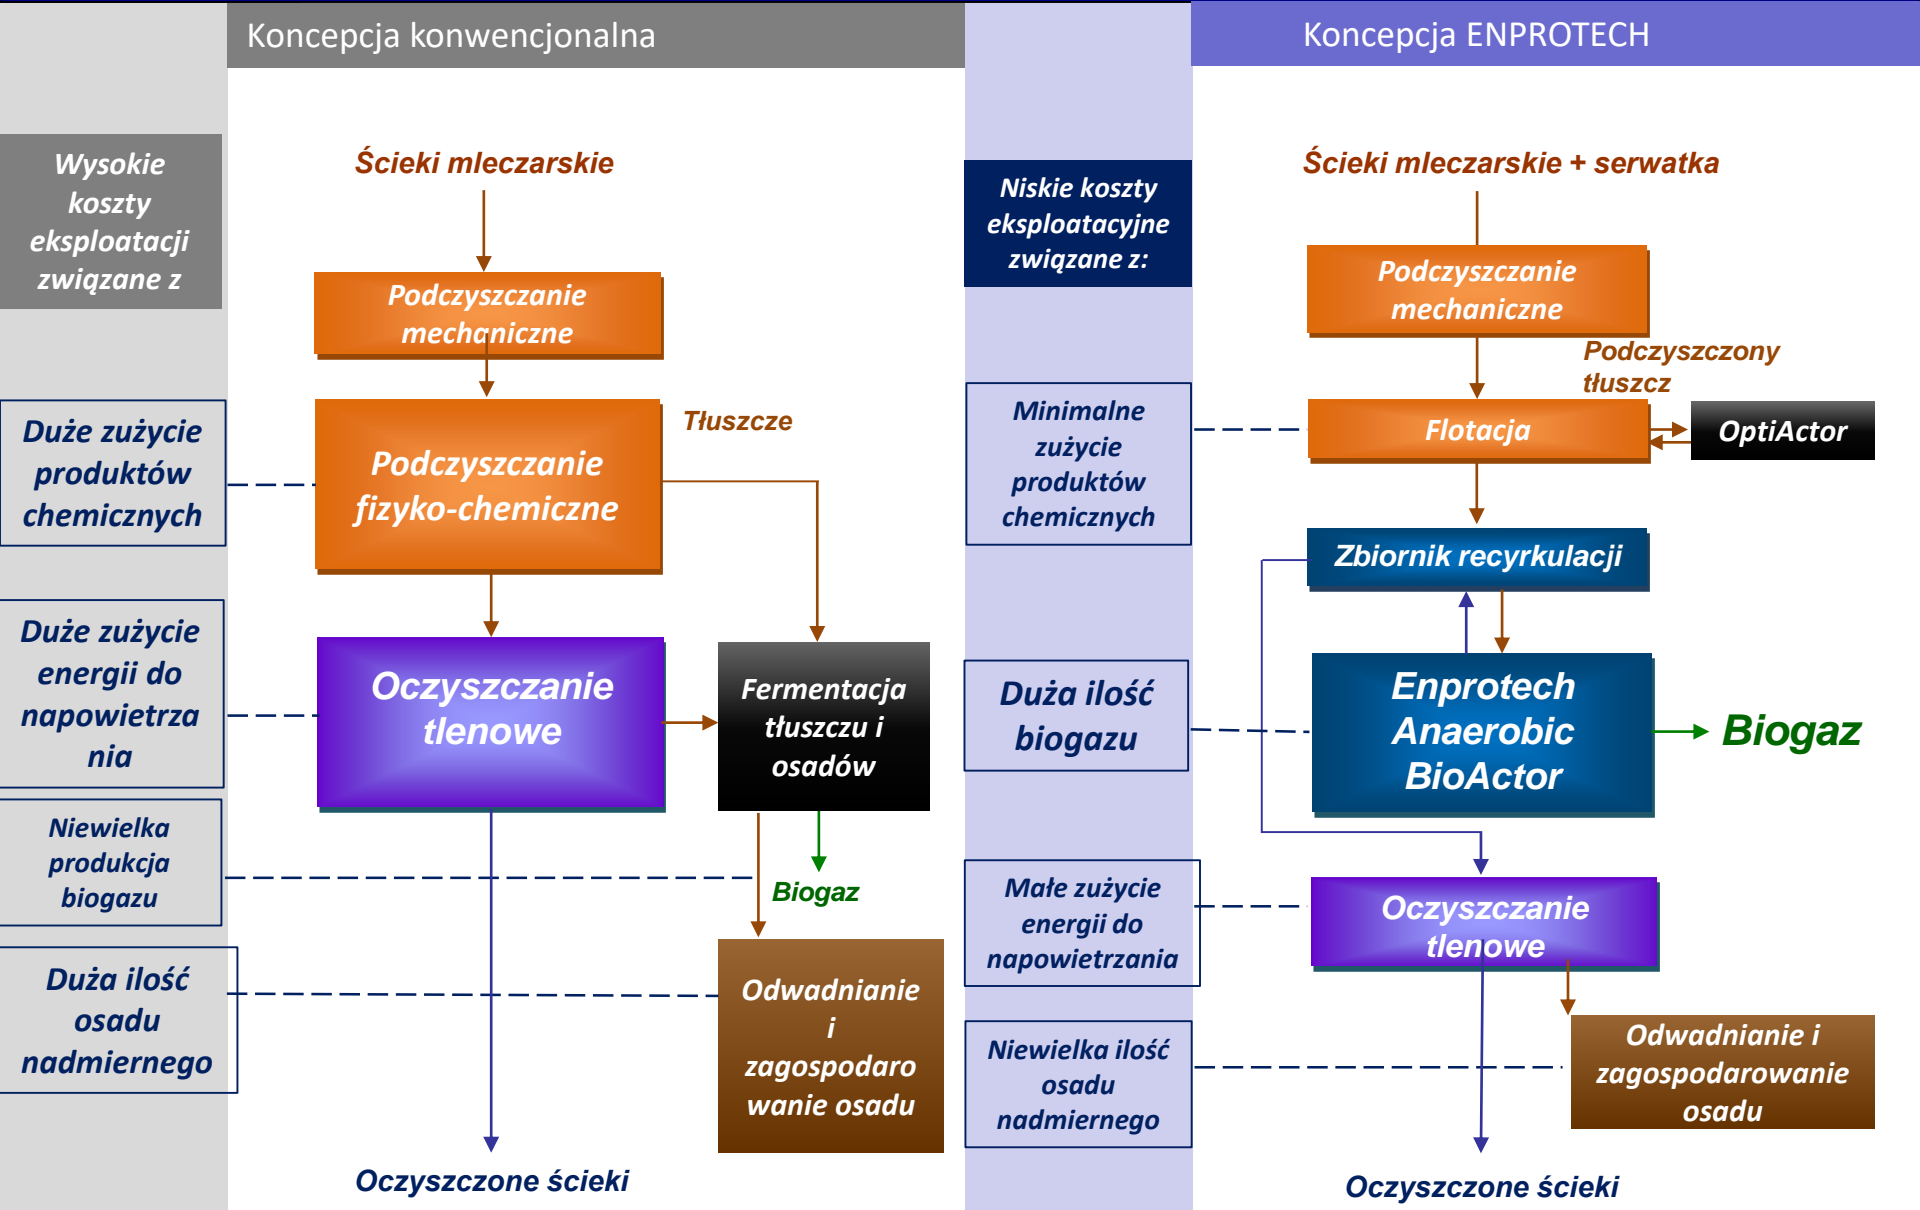 Koncepcja konwencjonalna
Koncepcja ENPROTECH
Wysokie
koszty
eksploatacji
związane z
Duże zużycie
produktów
chemicznych
Duże zużycie
energii do
napowietrza
nia
Niewielka
produkcja
biogazu
Duża ilość
osadu
nadmiernego
Ścieki mleczarskie
Podczyszczanie
mechaniczne
Podczyszczanie
fizyko-chemiczne
Tłuszcze
Oczyszczanie
tlenowe
Fermentacja
tłuszczu i
osadów
Biogaz
Odwadnianie
i
zagospodaro
wanie osadu
Oczyszczone ścieki
Niskie koszty
eksploatacyjne
związane z:
Minimalne
zużycie
produktów
chemicznych
Duża ilość
biogazu
Małe zużycie
energii do
napowietrzania
Niewielka ilość
osadu
nadmiernego
Ścieki mleczarskie + serwatka
Podczyszczanie
mechaniczne
Podczyszczony
tłuszcz
Flotacja
OptiActor
Zbiornik recyrkulacji
Enprotech
Anaerobic
BioActor
Biogaz
Oczyszczanie
tlenowe
Odwadnianie i
zagospodarowanie
osadu
Oczyszczone ścieki